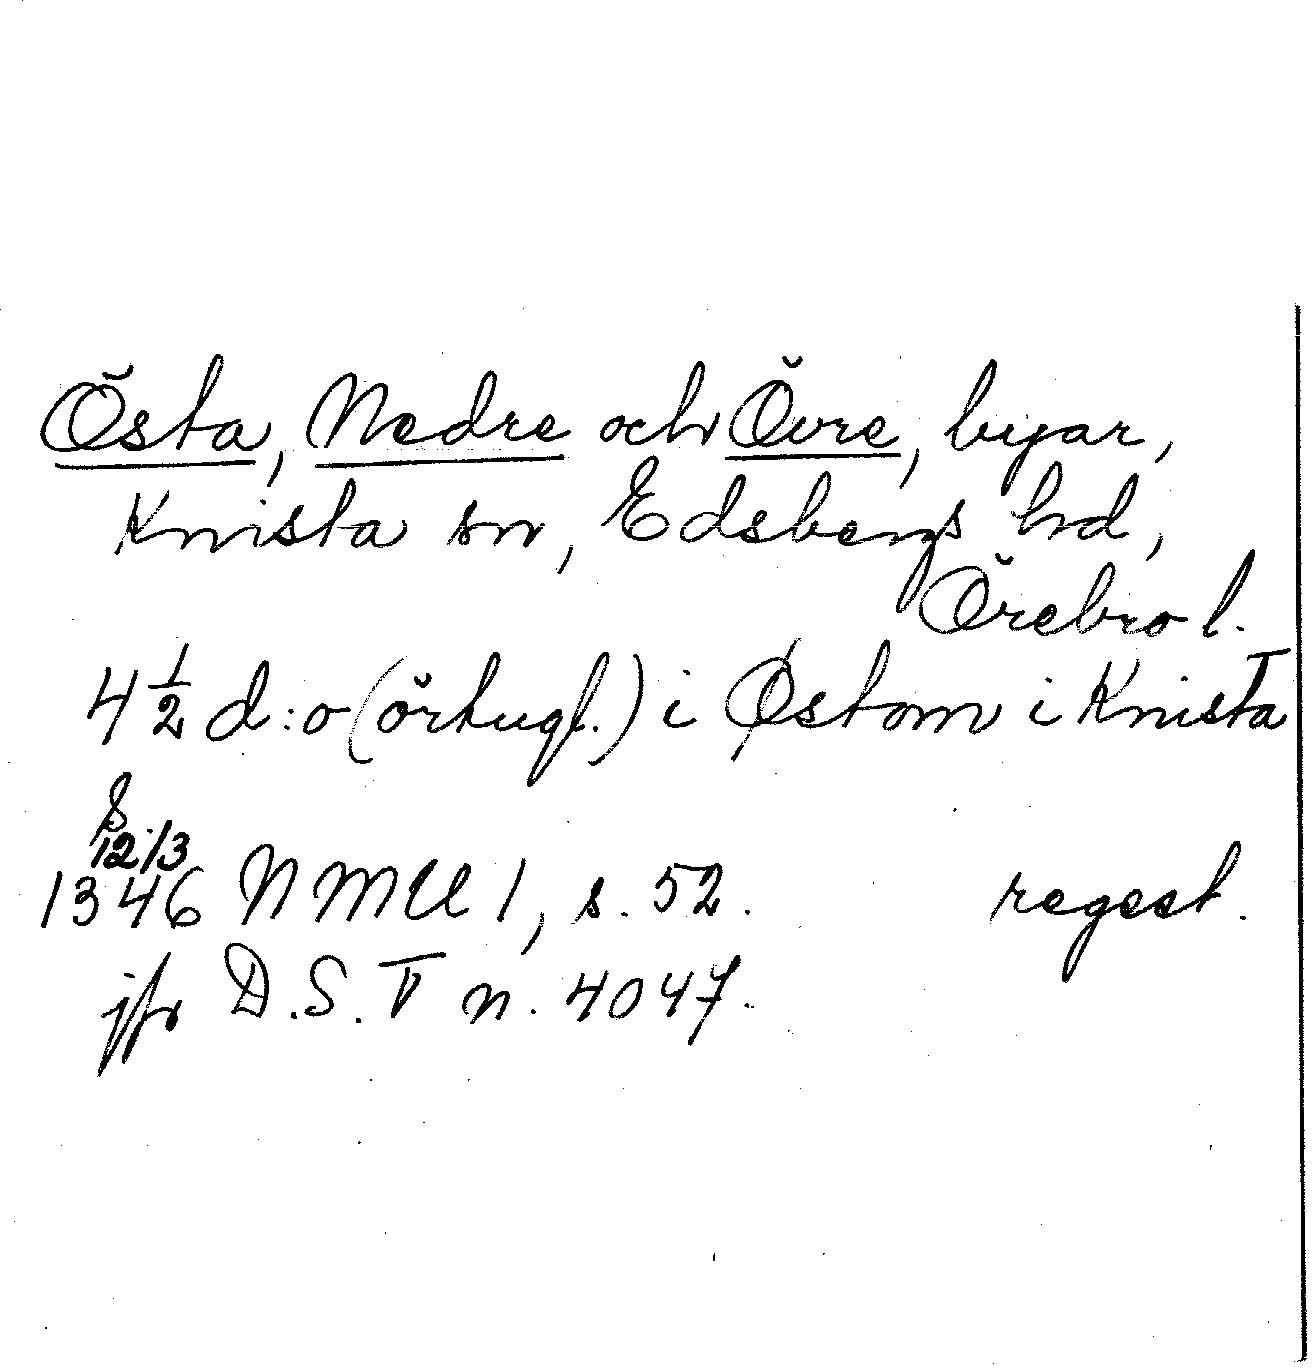 Östa, Nedre och Övre, byar,
Knista sn, Edsbergs hd,
Örebro l.
4 1/2 d:o (örtugl.) i Østom i Knista
S
12/3
1346 NMU 1, s. 52. regest.
jfr D.S. V n. 4047.